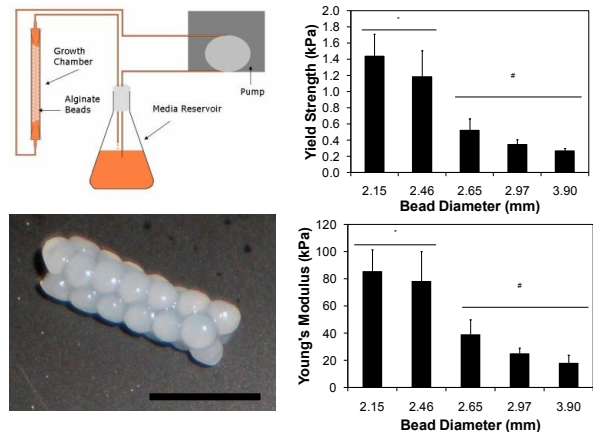 Growth
Chamber
Alginate
Beads
Media Reservoir
Pump
Yield Strength (kPa)
2.0
1.8
1.6
1.4
1.2
1.0
0.8
0.6
0.4
0.2
0.0
*
#
2.15 2.46 2.65 2.97 3.90
Bead Diameter (mm)
Young's Modulus (kPa)
120
100
80
60
40
20
0
*
#
2.15 2.46 2.65 2.97 3.90
Bead Diameter (mm)